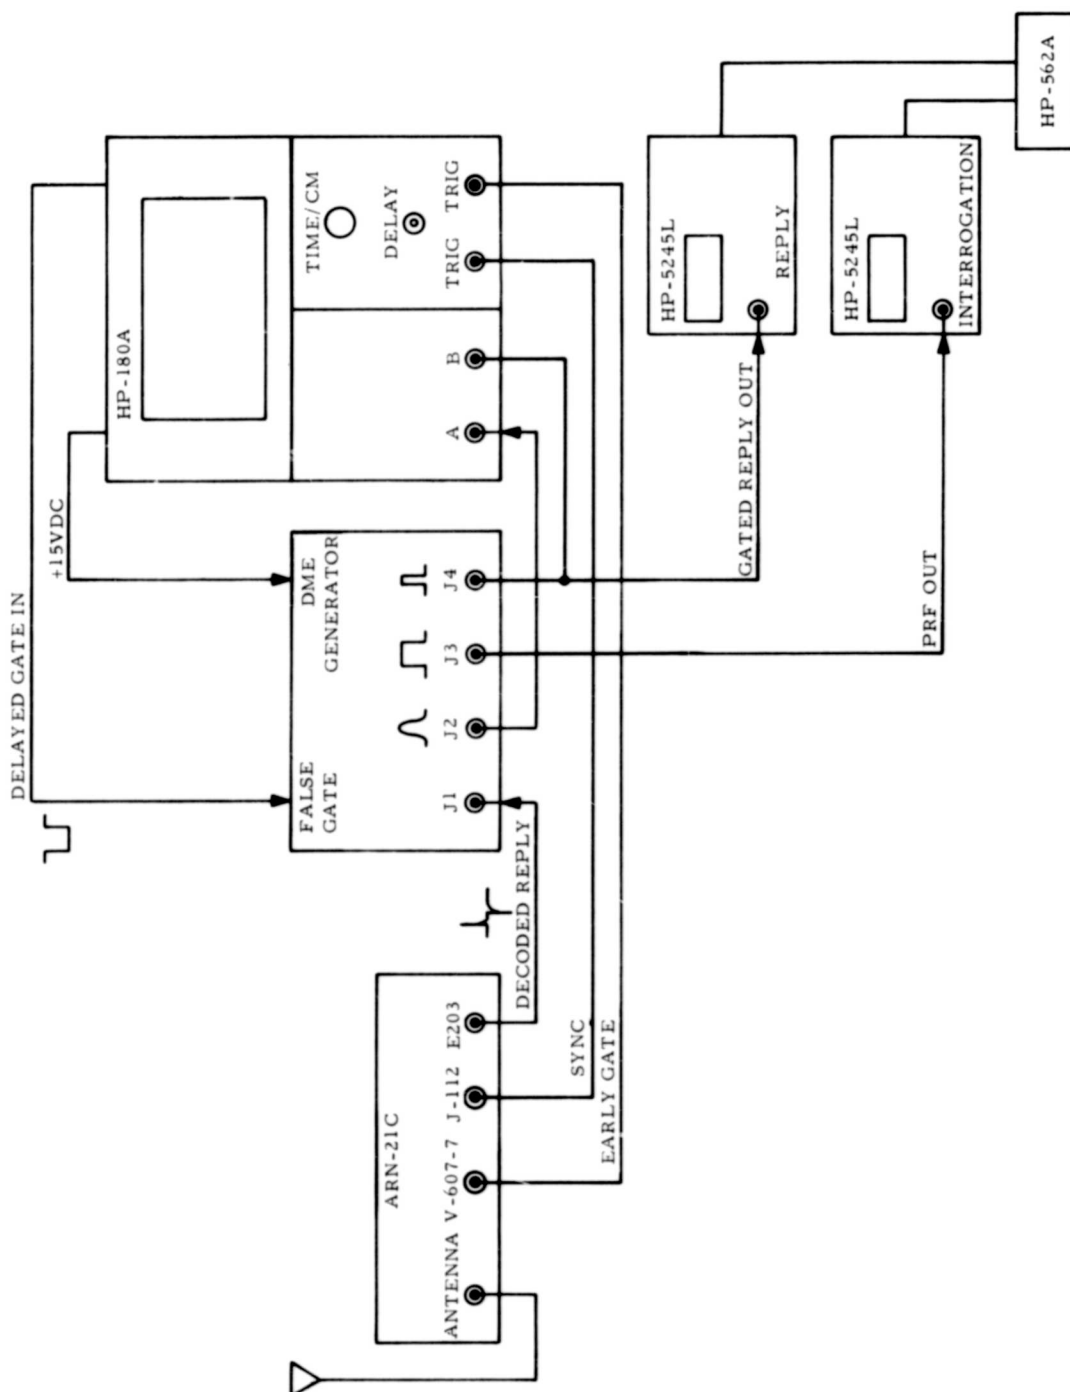 DELAYED GATE IN
+15VDC
HP-180A
TIME/CM
DELAY
A
B
TRIG
TRIG
FALSE
GATE
DME
GENERATOR
J1
J2
J3
J4
ARN-21C
ANTENNA
V-607-7
J-112
E203
DECODED REPLY
SYNC
EARLY GATE
GATED REPLY OUT
PRF OUT
HP-5245L
REPLY
HP-5245L
INTERROGATION
HP-562A